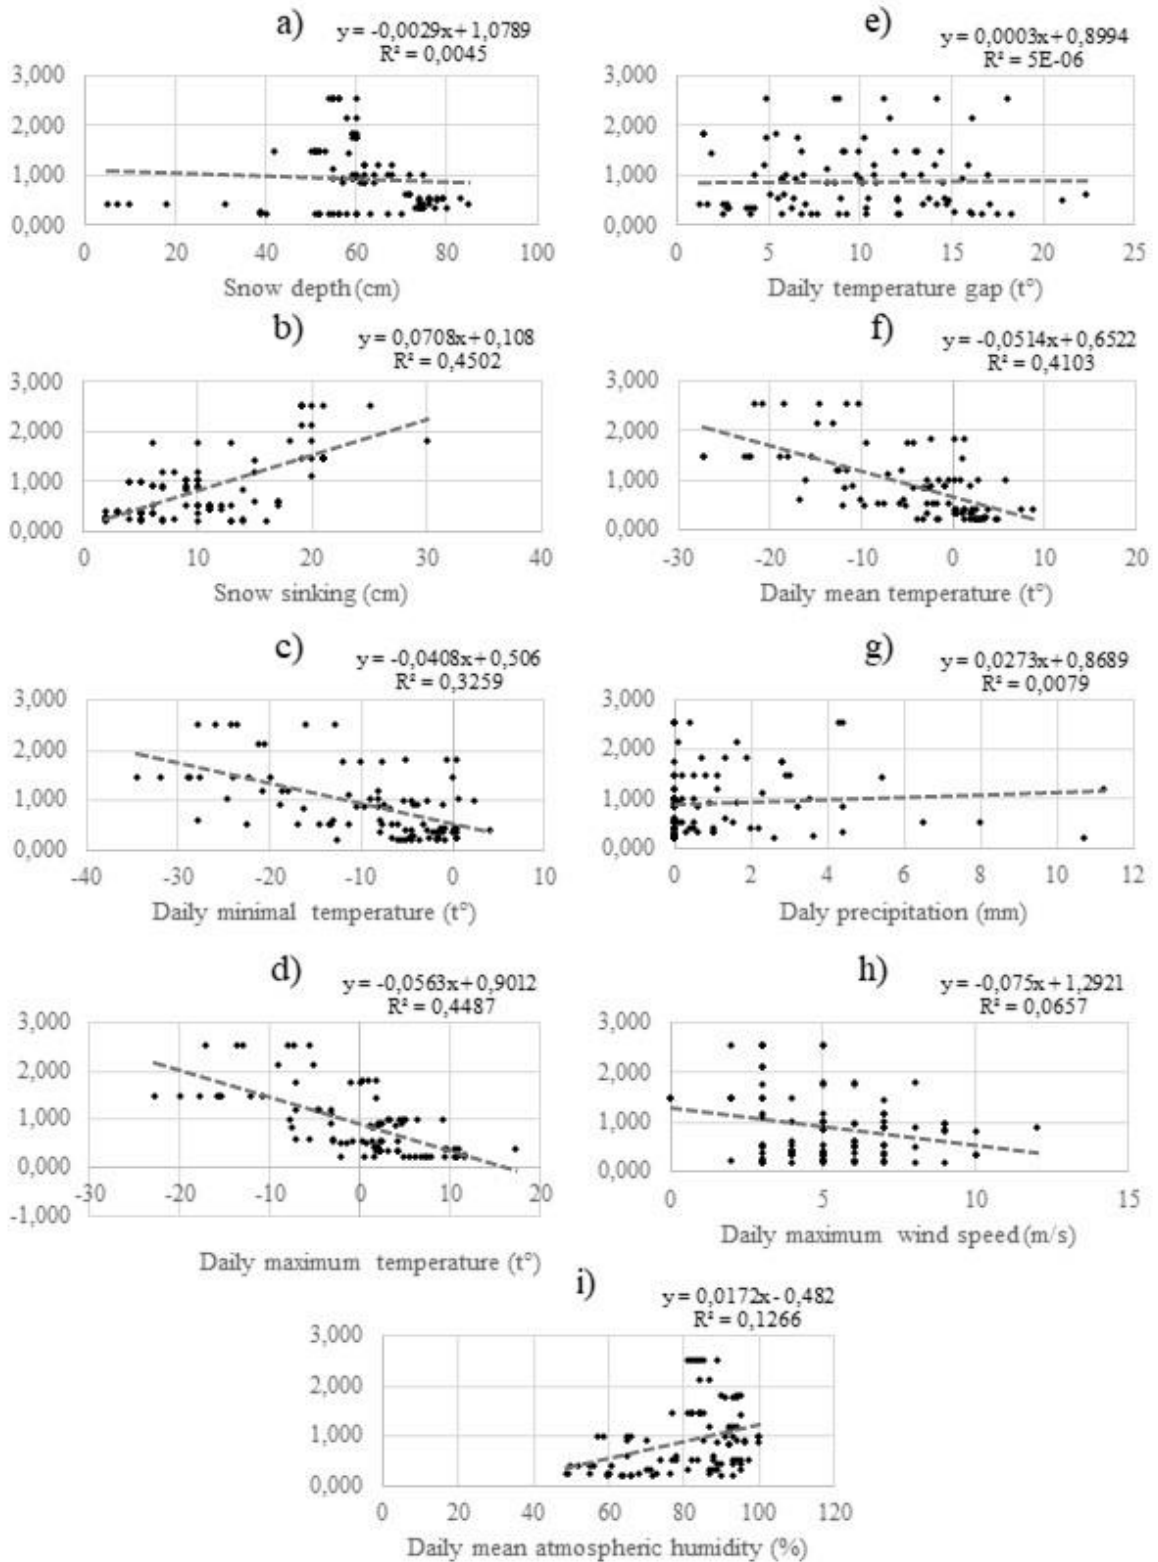 a)
y = -0,0029x + 1,0789
R² = 0,0045
3,000
2,000
1,000
0,000
0 20 40 60 80 100
Snow depth (cm)
e)
y = 0,0003x + 0,8994
R² = 5E-06
3,000
2,000
1,000
0,000
0 5 10 15 20 25
Daily temperature gap (t°)
b)
y = 0,0708x + 0,108
R² = 0,4502
3,000
2,000
1,000
0,000
0 10 20 30 40
Snow sinking (cm)
f)
y = -0,0514x + 0,6522
R² = 0,4103
3,000
2,000
1,000
0,000
-30 -20 -10 0 10 20
Daily mean temperature (t°)
c)
y = -0,0408x + 0,506
R² = 0,3259
3,000
2,000
1,000
0,000
-40 -30 -20 -10 0 10
Daily minimal temperature (t°)
g)
y = 0,0273x + 0,8689
R² = 0,0079
3,000
2,000
1,000
0,000
0 2 4 6 8 10 12
Daly precipitation (mm)
d)
y = -0,0563x + 0,9012
R² = 0,4487
3,000
2,000
1,000
0,000
-1,000
-30 -20 -10 0 10 20
Daily maximum temperature (t°)
h)
y = -0,075x + 1,2921
R² = 0,0657
3,000
2,000
1,000
0,000
0 5 10 15
Daily maximum wind speed (m/s)
i)
y = 0,0172x - 0,482
R² = 0,1266
3,000
2,000
1,000
0,000
0 20 40 60 80 100 120
Daily mean atmospheric humidity (%)